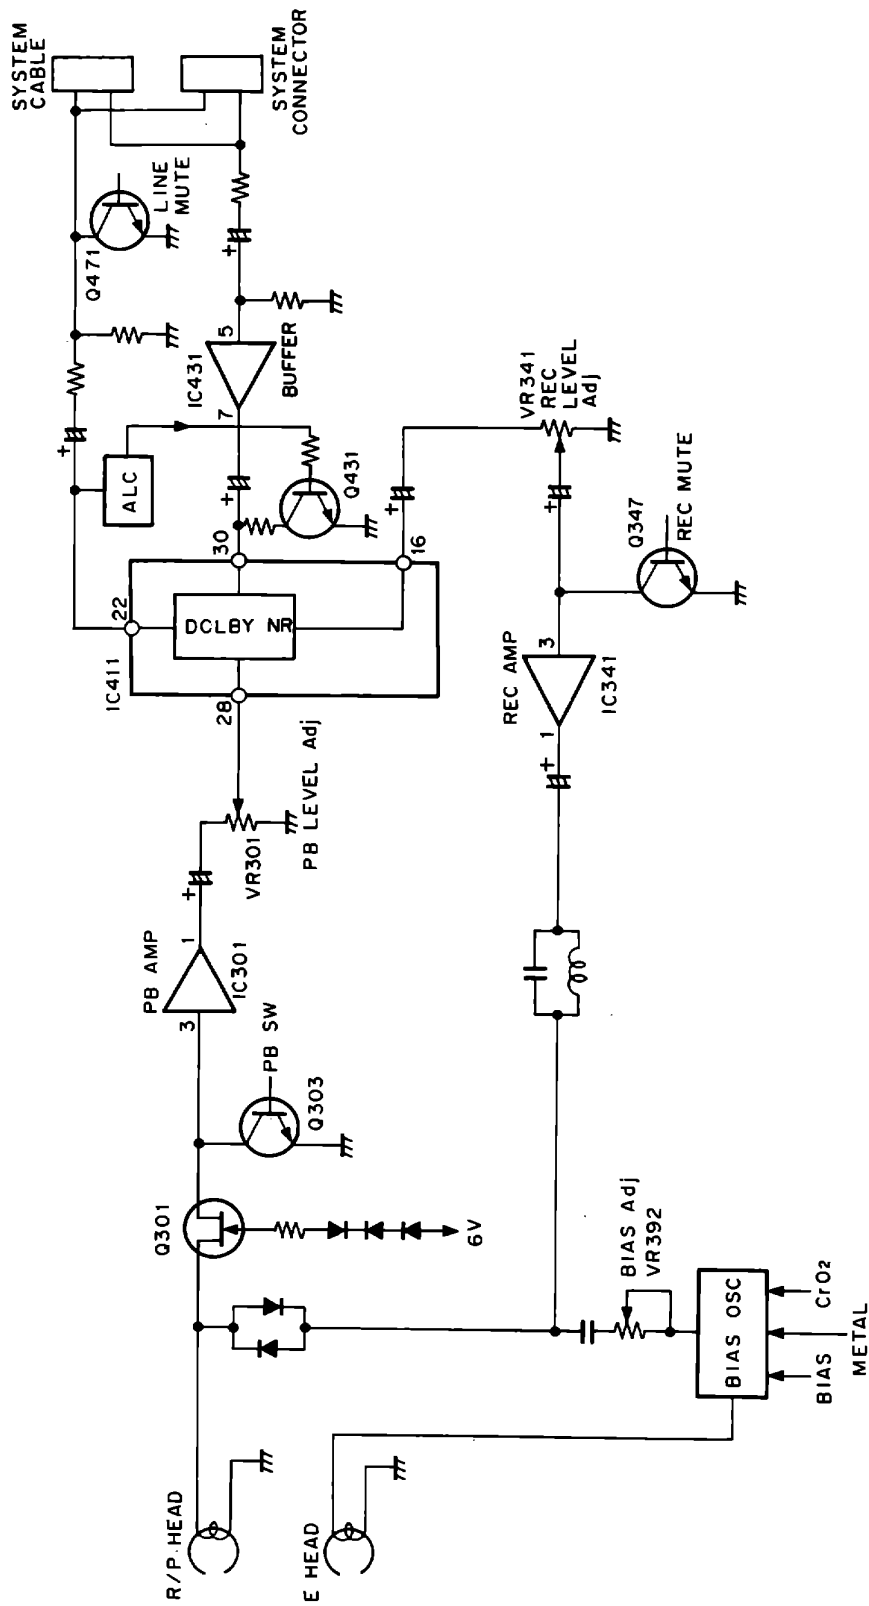 SYSTEM
CABLE
SYSTEM
CONNECTOR
LINE
MUTE
Q471
5
IC431
BUFFER
7
+
+
+
ALC
Q431
30
22
+
16
DCLBY NR
IC411
28
VR341
REC
LEVEL
Adj
+
Q347
REC MUTE
3
REC AMP
IC341
1
+
PB LEVEL Adj
VR301
+
1
PB AMP
IC301
3
PB SW
Q303
Q301
6V
BIAS Adj
VR392
BIAS OSC
CrO2
METAL
BIAS
R/P HEAD
E HEAD